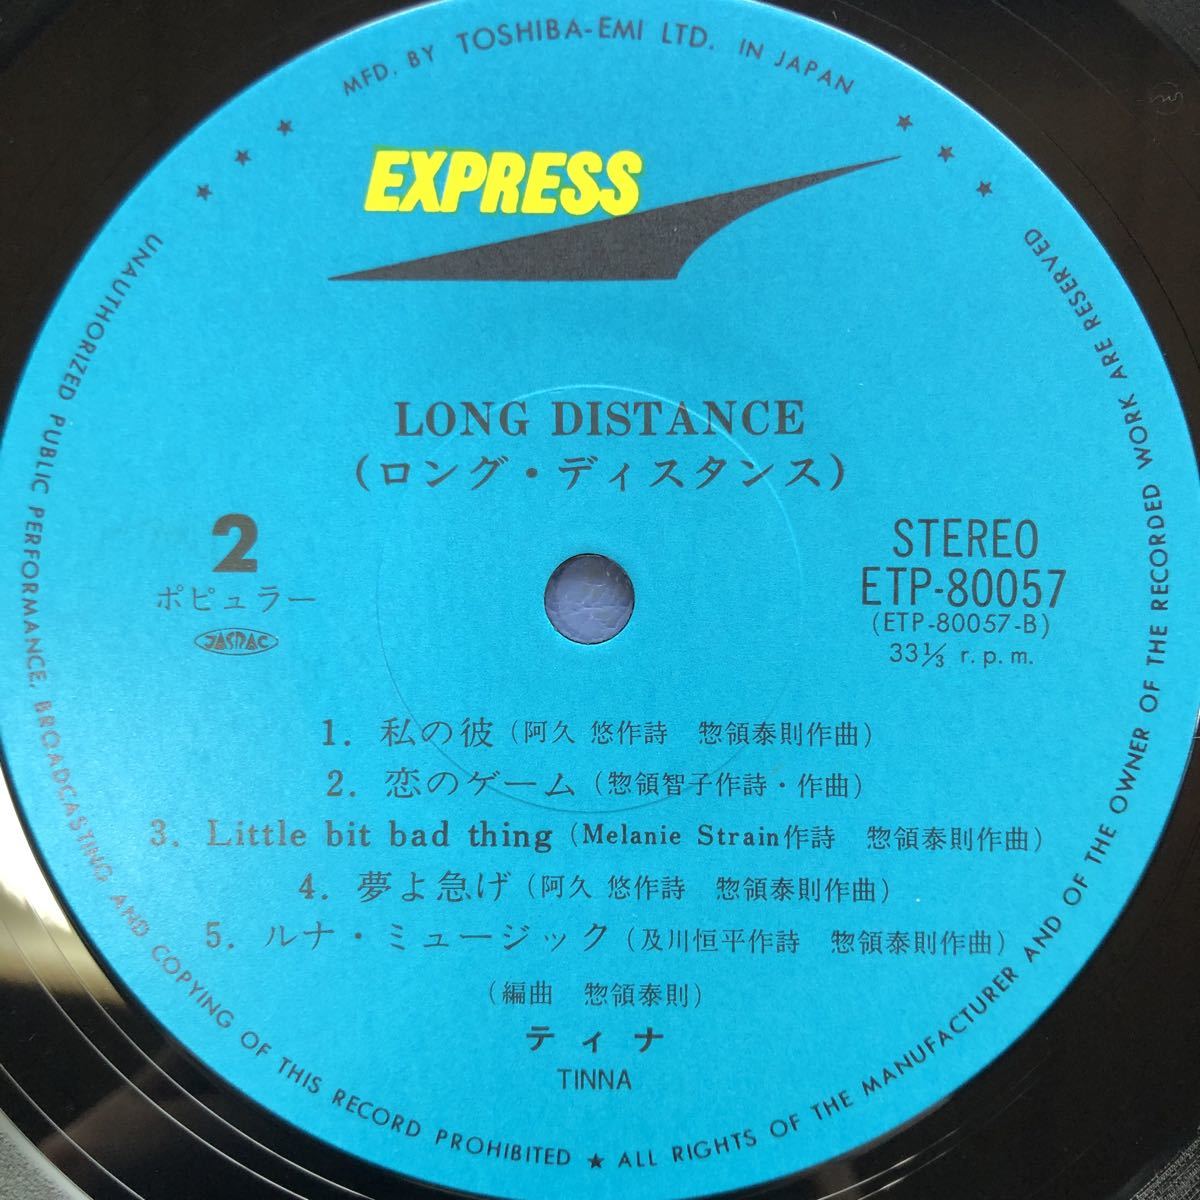 MFD. BY TOSHIBA-EMI LTD. IN JAPAN
EXPRESS
LONG DISTANCE
(ロング・ディスタンス)
2
ポピュラー
JASRAC
STEREO
ETP-80057
(ETP-80057-B)
33⅓ r.p.m.
1. 私の彼 (阿久 悠作詩 惣領泰則作曲)
2. 恋のゲーム (惣領智子作詩・作曲)
3. Little bit bad thing (Melanie Strain作詩 惣領泰則作曲)
4. 夢よ急げ (阿久 悠作詩 惣領泰則作曲)
5. ルナ・ミュージック (及川恒平作詩 惣領泰則作曲)
(編曲 惣領泰則)
ティナ
TINNA
UNAUTHORIZED PUBLIC PERFORMANCE, BROADCASTING AND COPYING OF THIS RECORD PROHIBITED ★ ALL RIGHTS OF THE MANUFACTURER AND OF THE OWNER OF THE RECORDED WORK ARE RESERVED